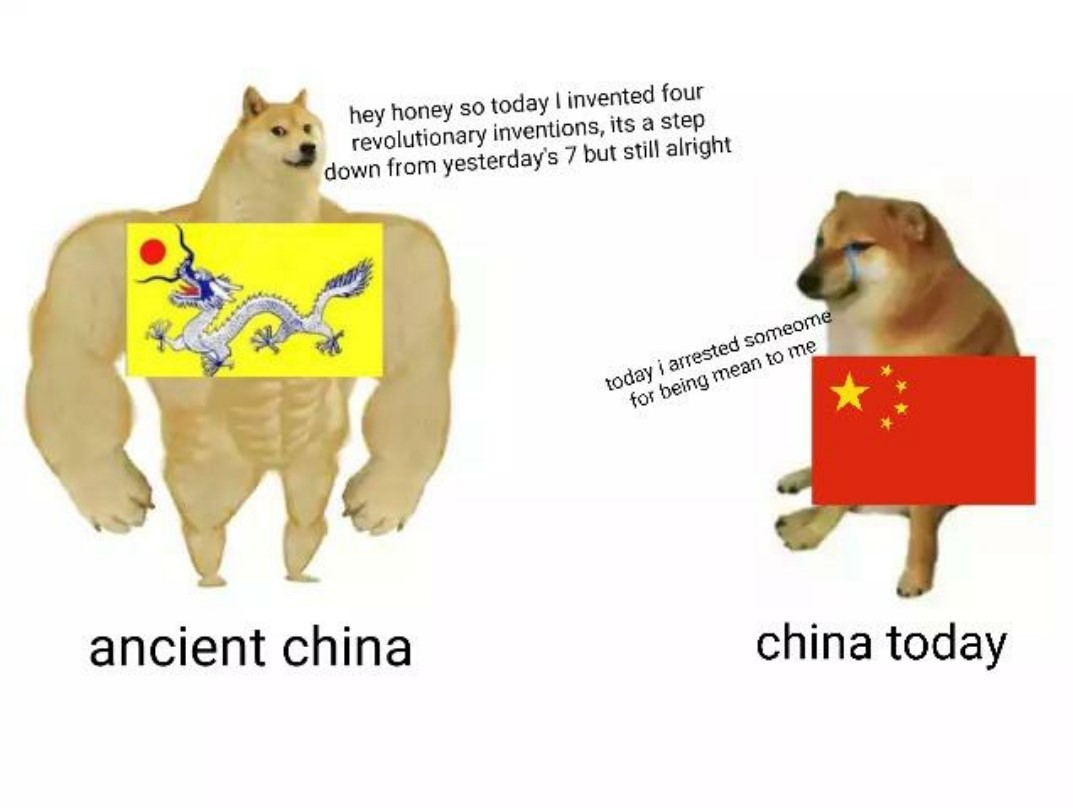 hey honey so today I invented four
revolutionary inventions, its a step
down from yesterday's 7 but still alright
today i arrested someome
for being mean to me
ancient china
china today